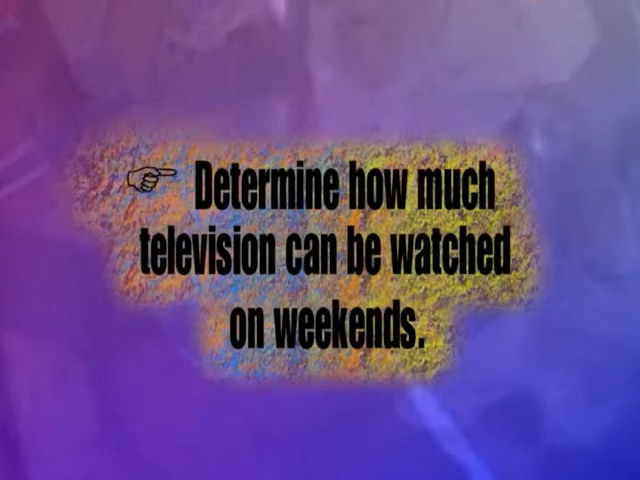 ☞ Determine how much
television can be watched
on weekends.